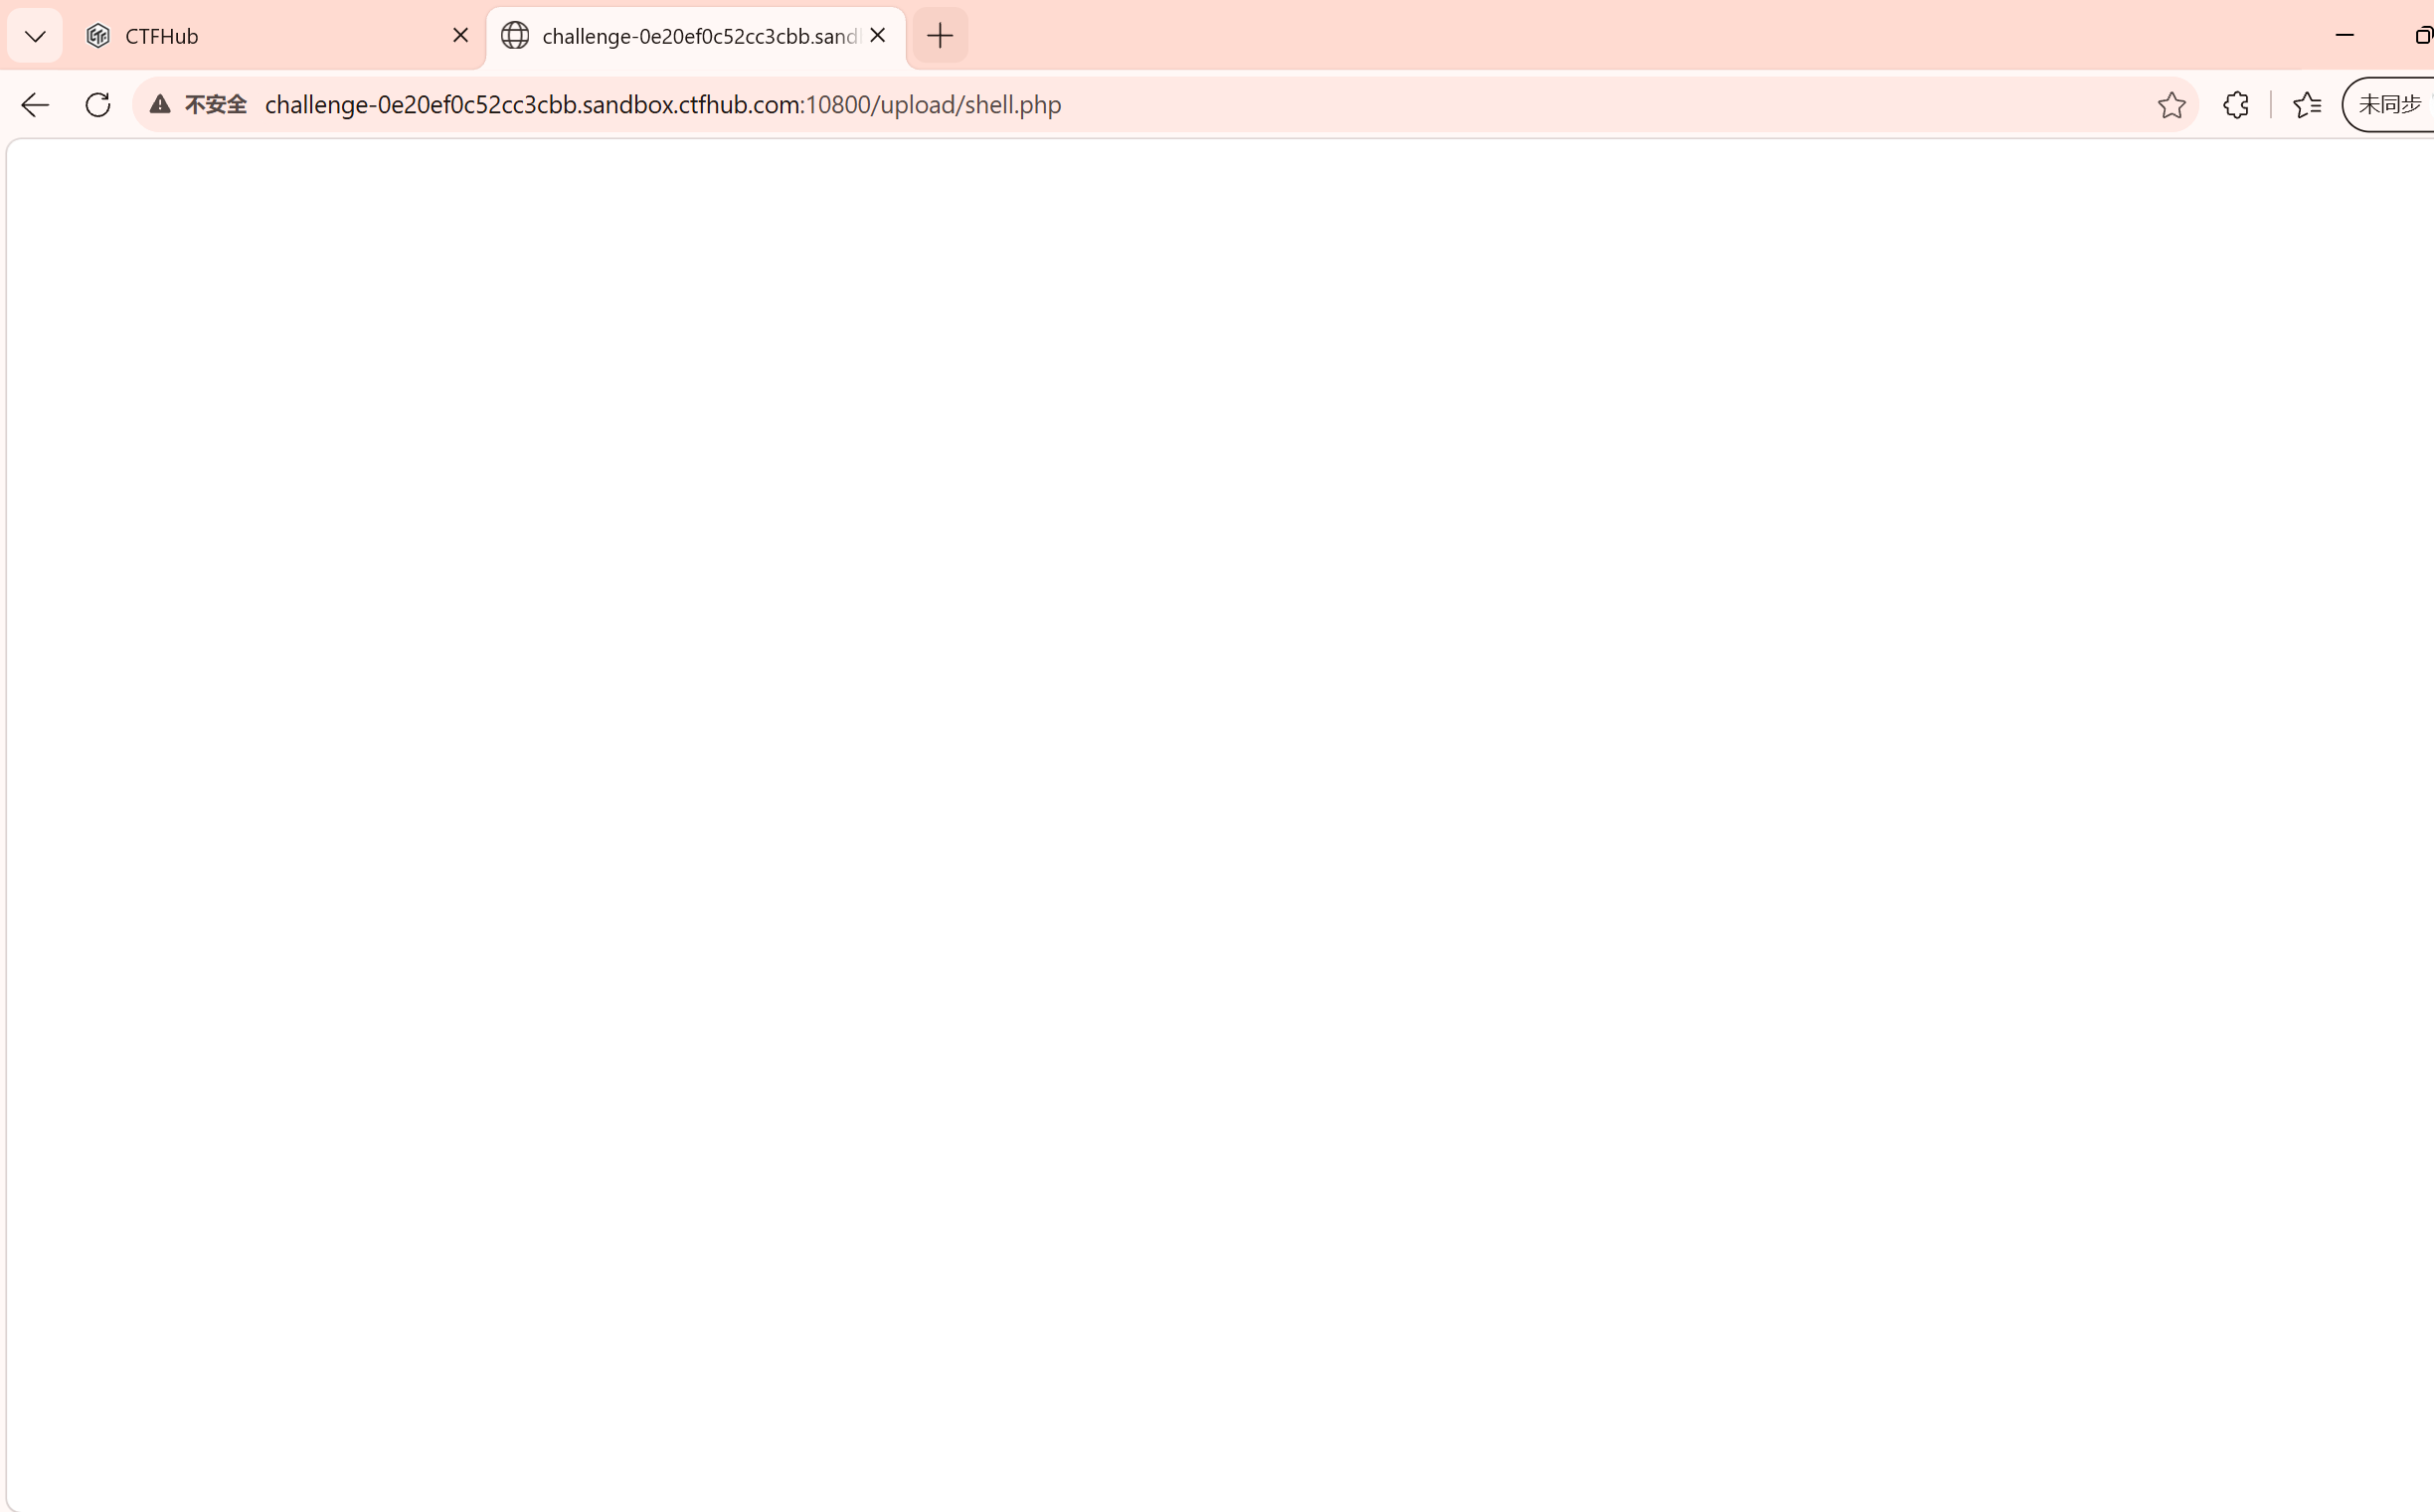 CTFHub
challenge-0e20ef0c52cc3cbb.sand
不安全 challenge-0e20ef0c52cc3cbb.sandbox.ctfhub.com:10800/upload/shell.php
未同步